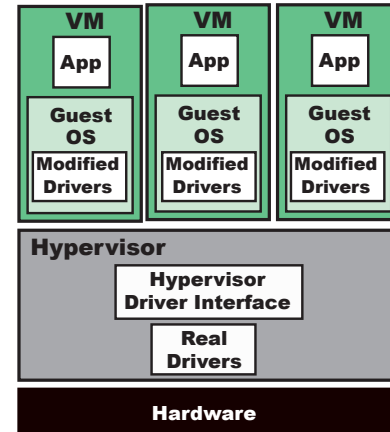 VM
App
Guest
OS
Modified
Drivers
VM
App
Guest
OS
Modified
Drivers
VM
App
Guest
OS
Modified
Drivers
Hypervisor
Hypervisor
Driver Interface
Real
Drivers
Hardware